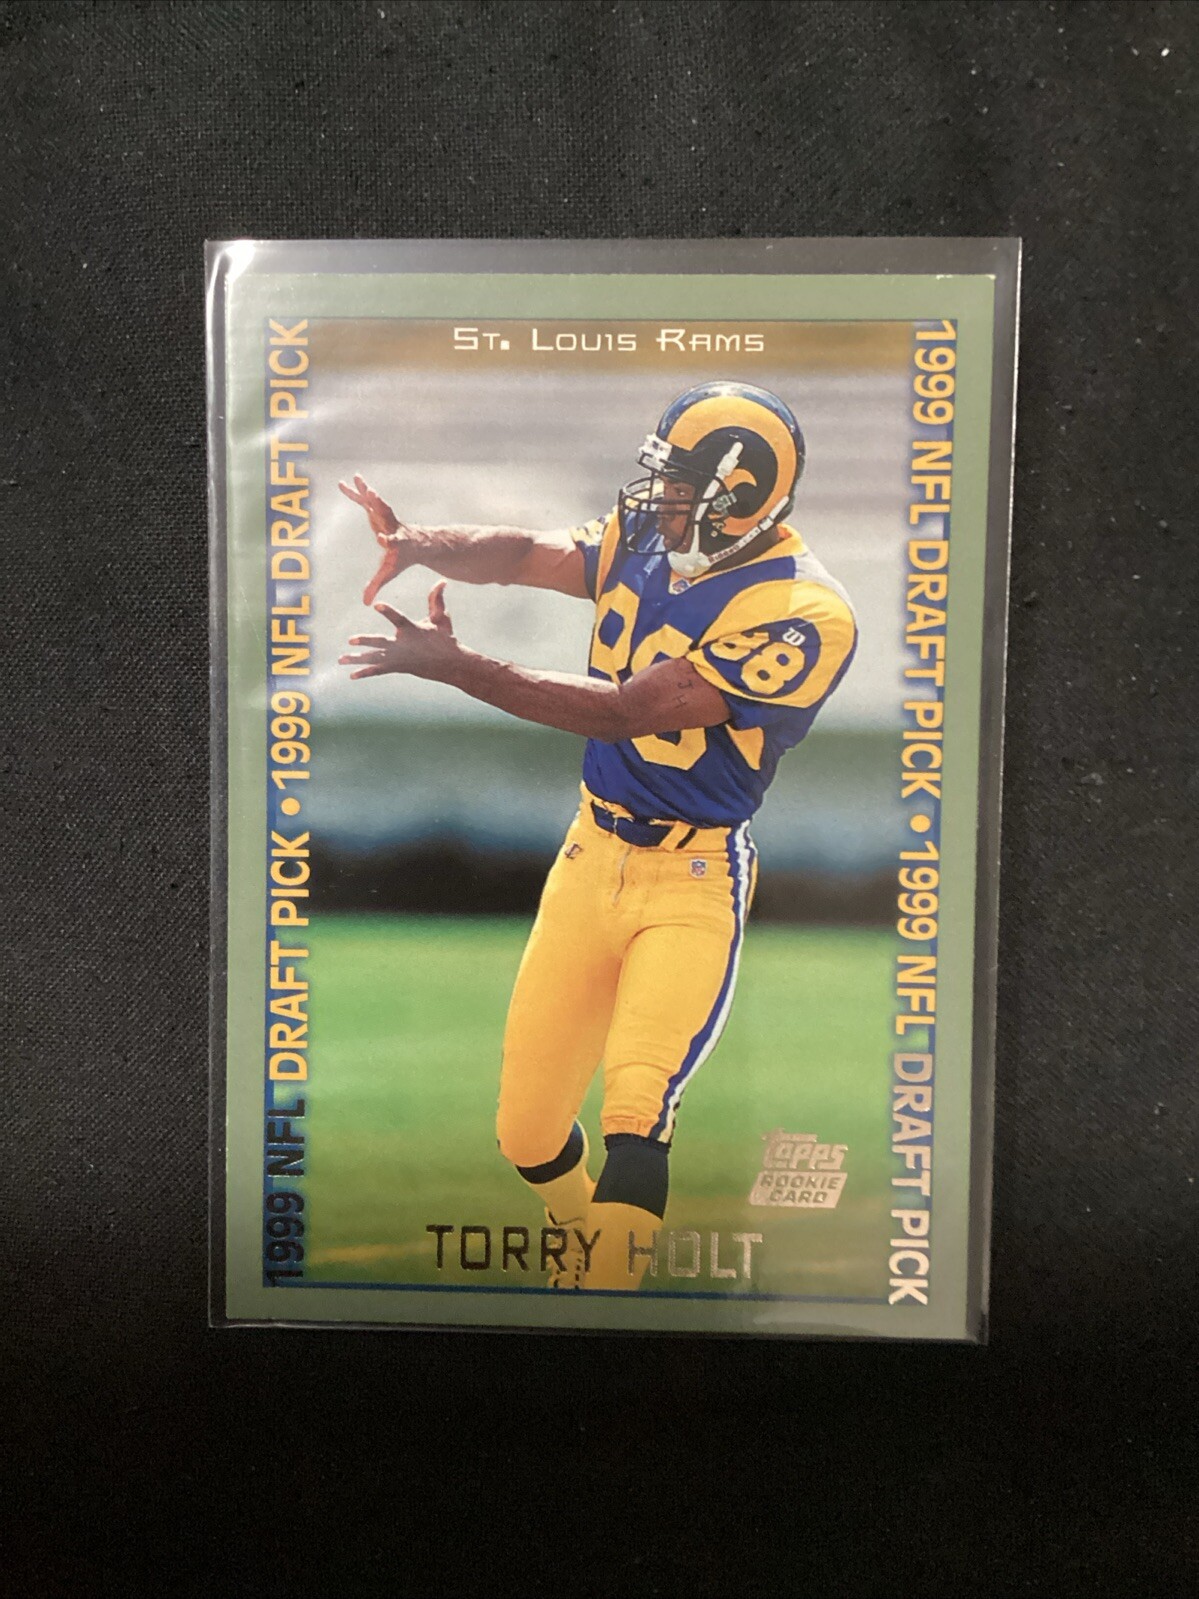 St. Louis Rams
1999 NFL DRAFT PICK • 1999 NFL DRAFT PICK
1999 NFL DRAFT PICK • 1999 NFL DRAFT PICK
88
88
JH
Topps
ROOKIE
CARD
TORRY HOLT